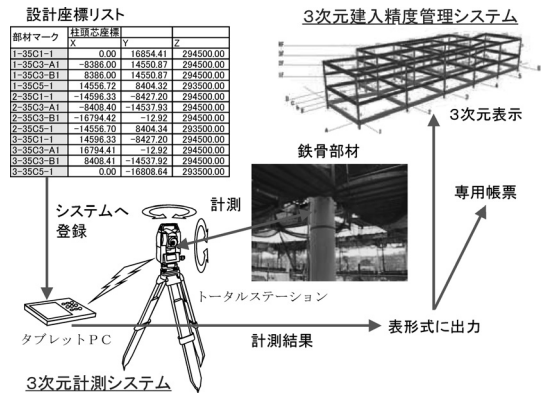 設計座標リスト
部材マーク 柱頭芯座標
X Y Z
1-35C1-1 0.00 16854.41 294500.00
1-35C3-A1 -8386.00 14550.87 294500.00
1-35C3-B1 8386.00 14550.87 294500.00
1-35C5-1 14556.72 8404.32 293500.00
2-35C1-1 -14596.33 -8427.20 294500.00
2-35C3-A1 -8408.40 -14537.93 294500.00
2-35C3-B1 -16794.42 -12.92 294500.00
2-35C5-1 -14556.70 8404.34 293500.00
3-35C1-1 14596.33 -8427.20 294500.00
3-35C3-A1 16794.41 -12.92 294500.00
3-35C3-B1 8408.41 -14537.92 294500.00
3-35C5-1 0.00 -16808.64 293500.00
3次元建入精度管理システム
3次元表示
鉄骨部材
専用帳票
計測
システムへ
登録
トータルステーション
タブレットPC
計測結果
表形式に出力
3次元計測システム